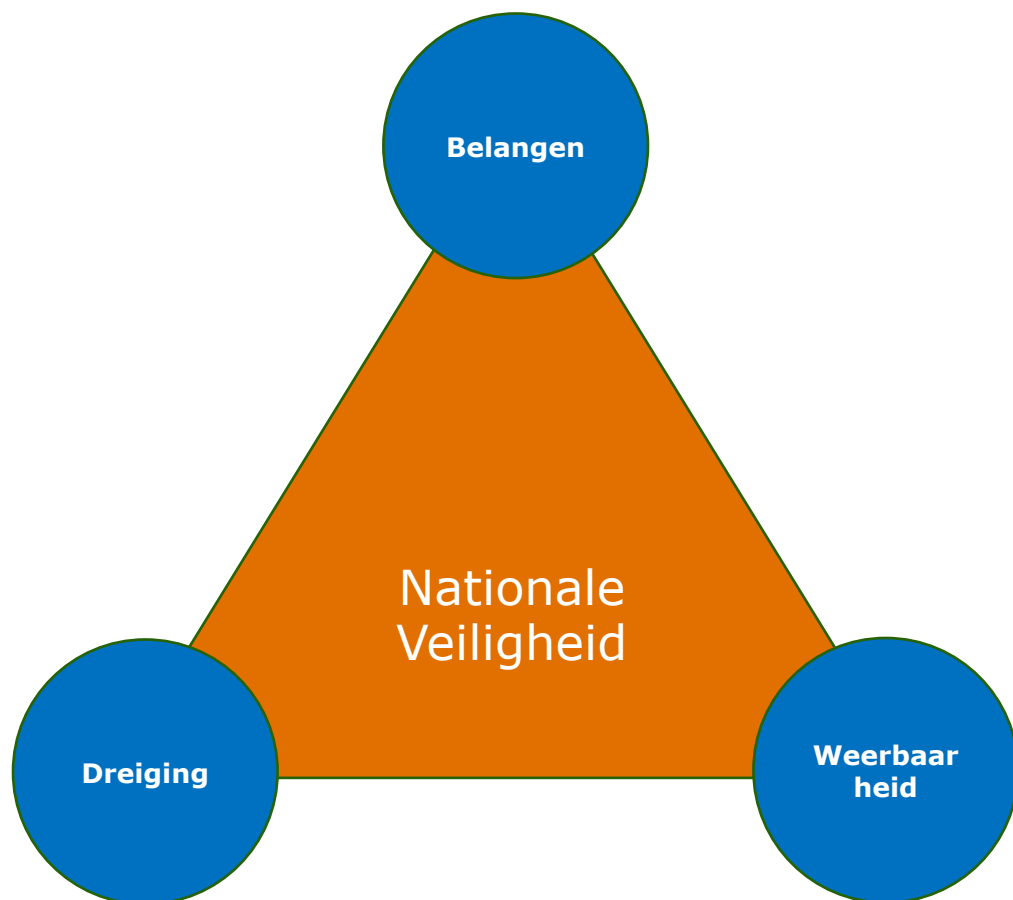 Belangen
Nationale
Veiligheid
Dreiging
Weerbaar
heid